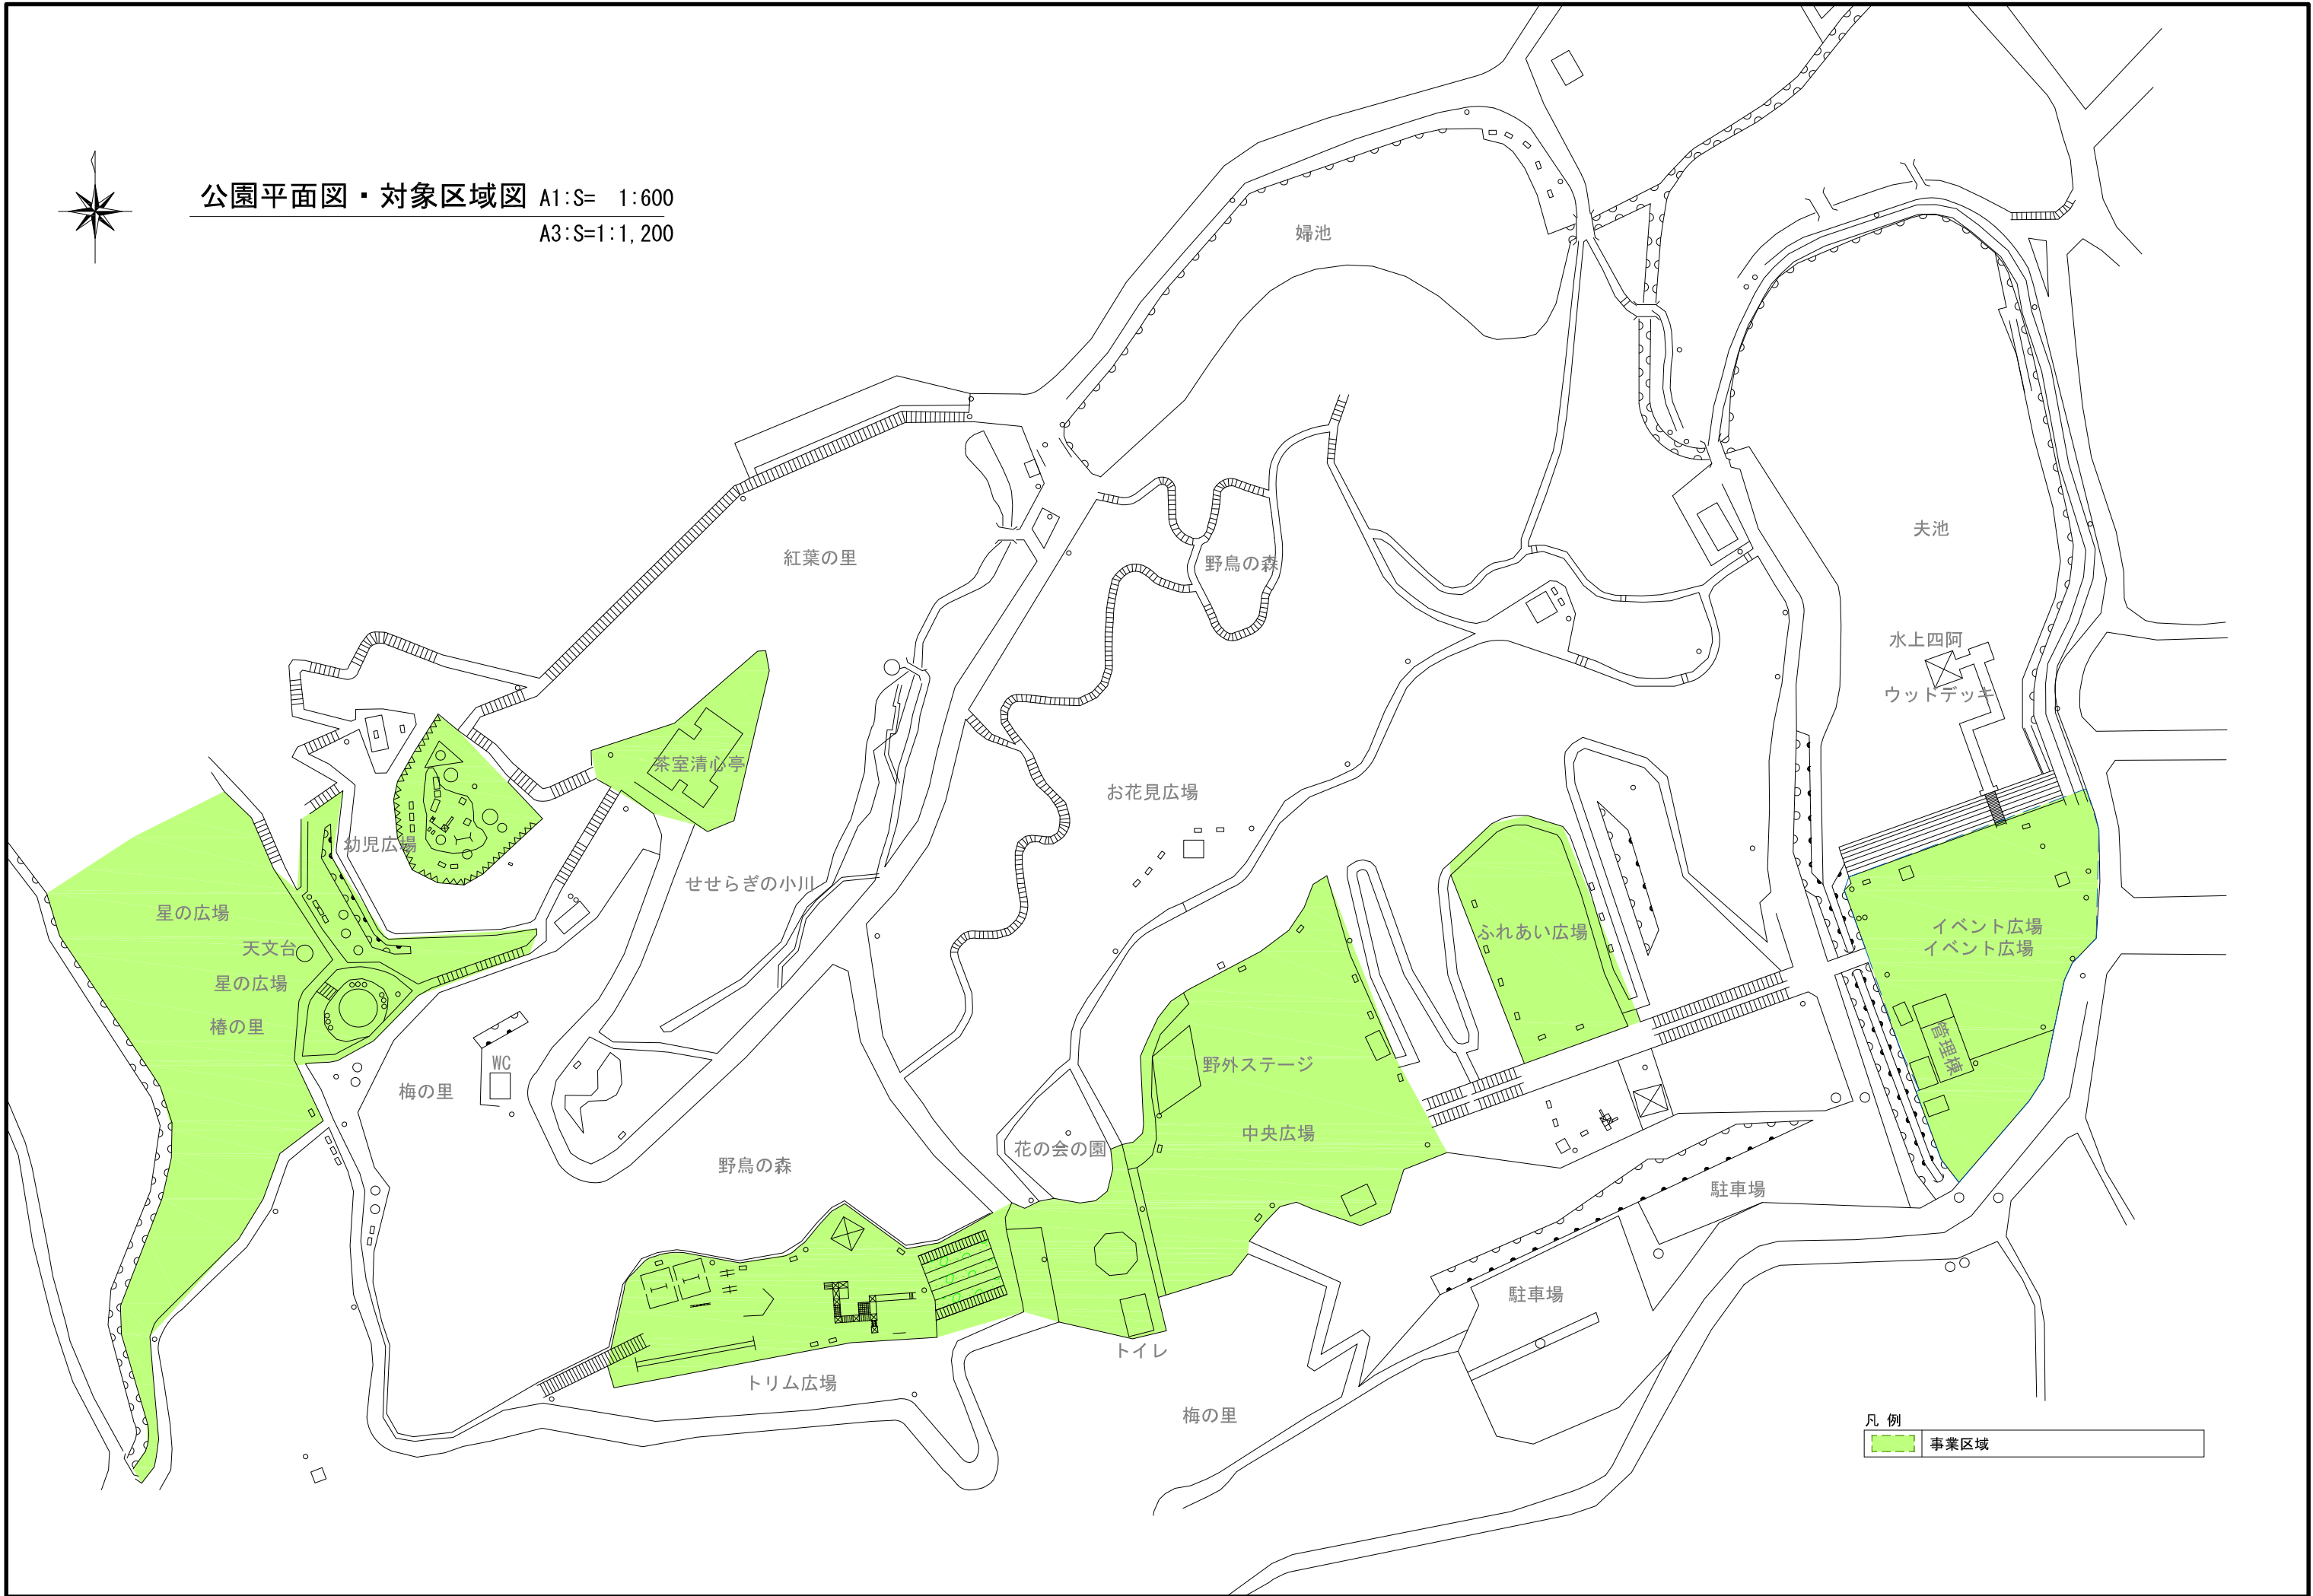 公園平面図・対象区域図 A1:S= 1:600
A3:S=1:1,200
婦池
夫池
紅葉の里
野鳥の森
水上四阿
ウットデッキ
茶室清心亭
お花見広場
幼児広場
せせらぎの小川
星の広場
天文台
星の広場
椿の里
ふれあい広場
イベント広場
イベント広場
管理棟
WC
梅の里
野外ステージ
中央広場
花の会の園
野鳥の森
駐車場
駐車場
トイレ
トリム広場
梅の里
凡 例
事業区域